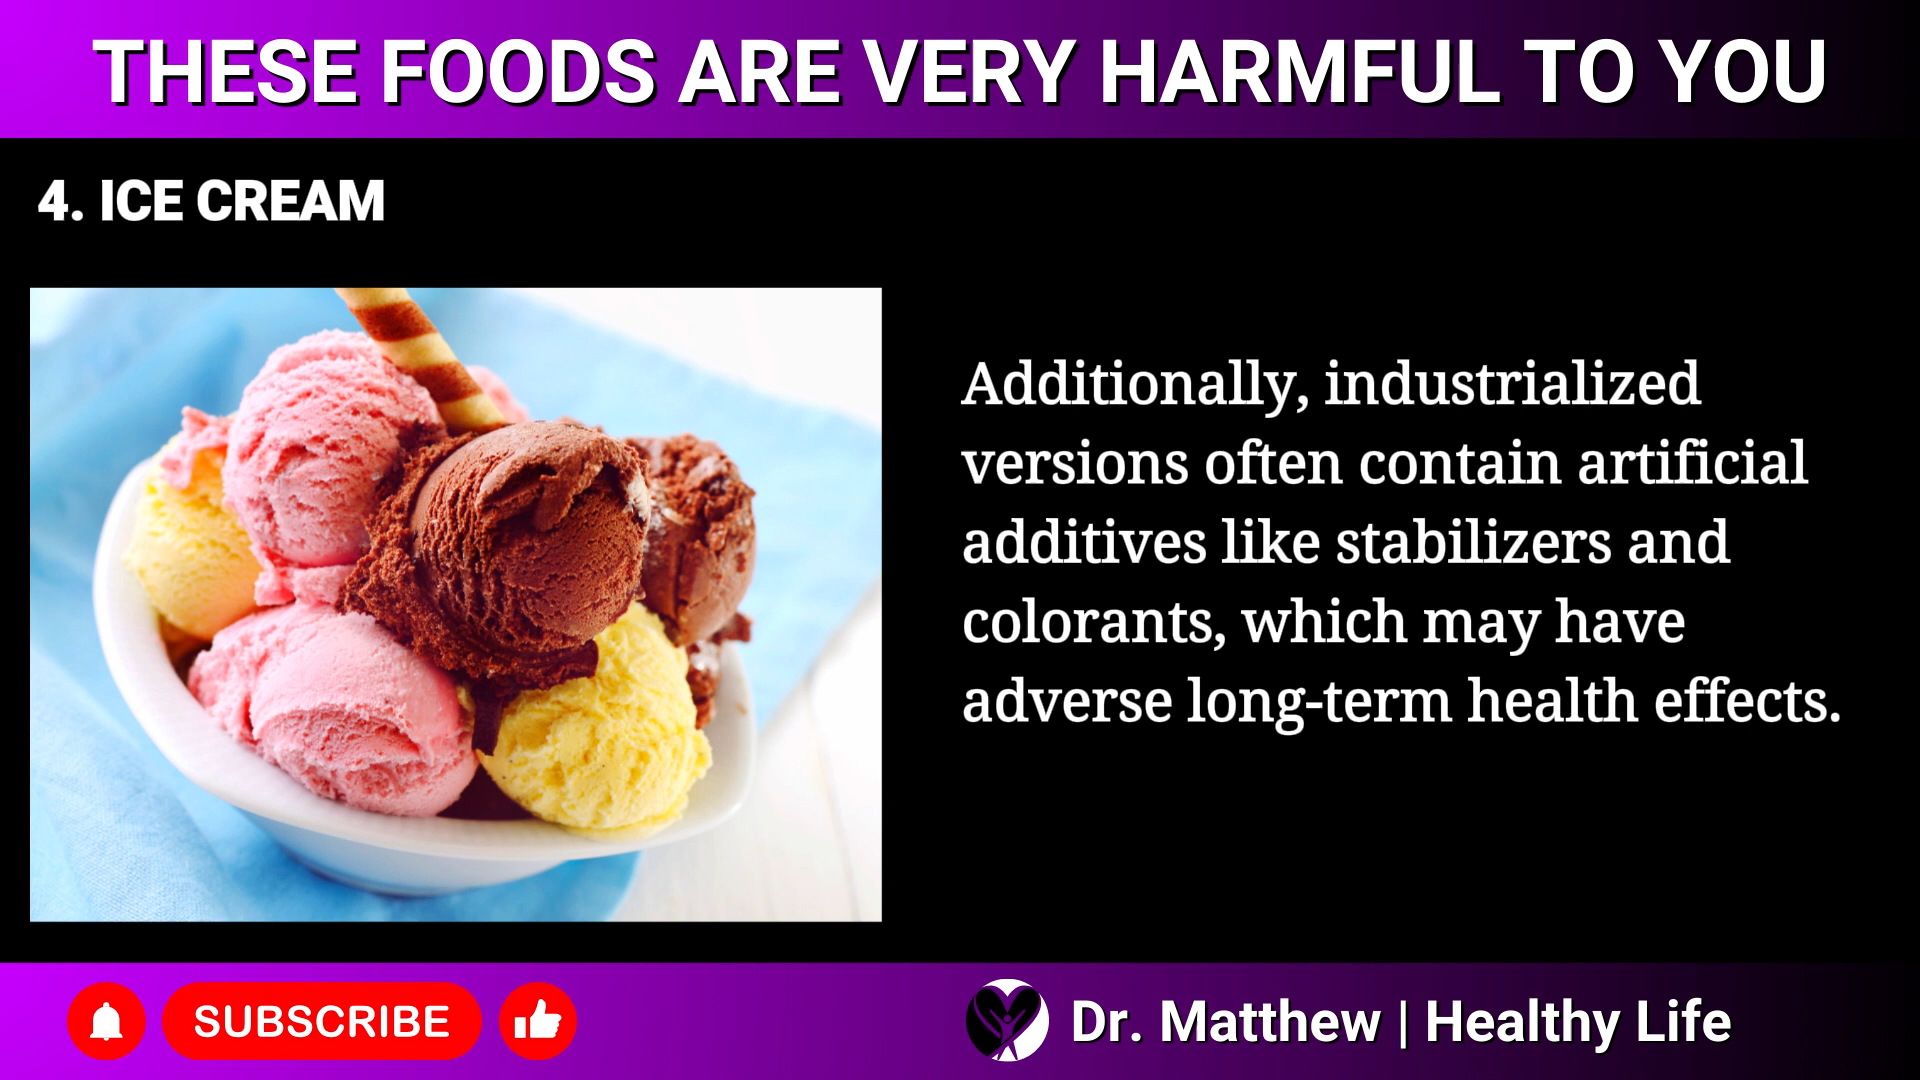 THESE FOODS ARE VERY HARMFUL TO YOU
4. ICE CREAM
Additionally, industrialized
versions often contain artificial
additives like stabilizers and
colorants, which may have
adverse long-term health effects.
SUBSCRIBE
Dr. Matthew | Healthy Life